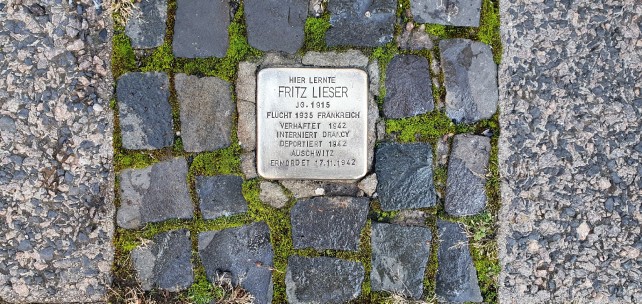 HIER LERNTE
FRITZ LIESER
JG. 1915
FLUCHT 1935 FRANKREICH
VERHAFTET 1942
INTERNIERT DRANCY
DEPORTIERT 1942
AUSCHWITZ
ERMORDET 17.11.1942